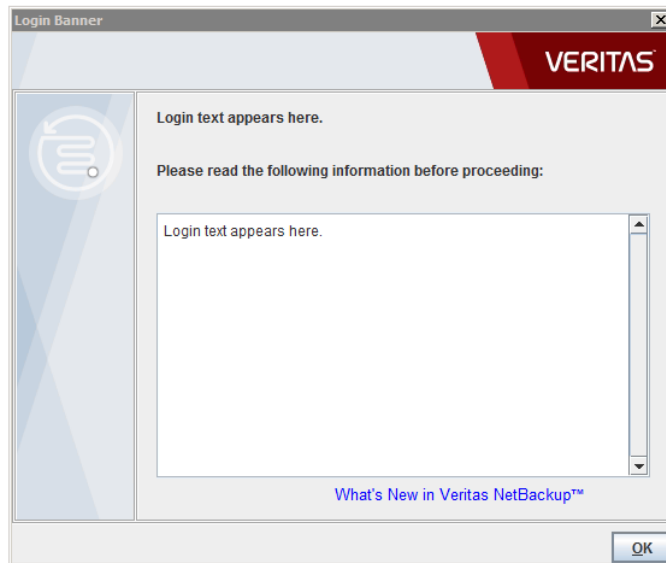 Login Banner
VERITAS
Login text appears here.
Please read the following information before proceeding:
Login text appears here.
What's New in Veritas NetBackup™
OK